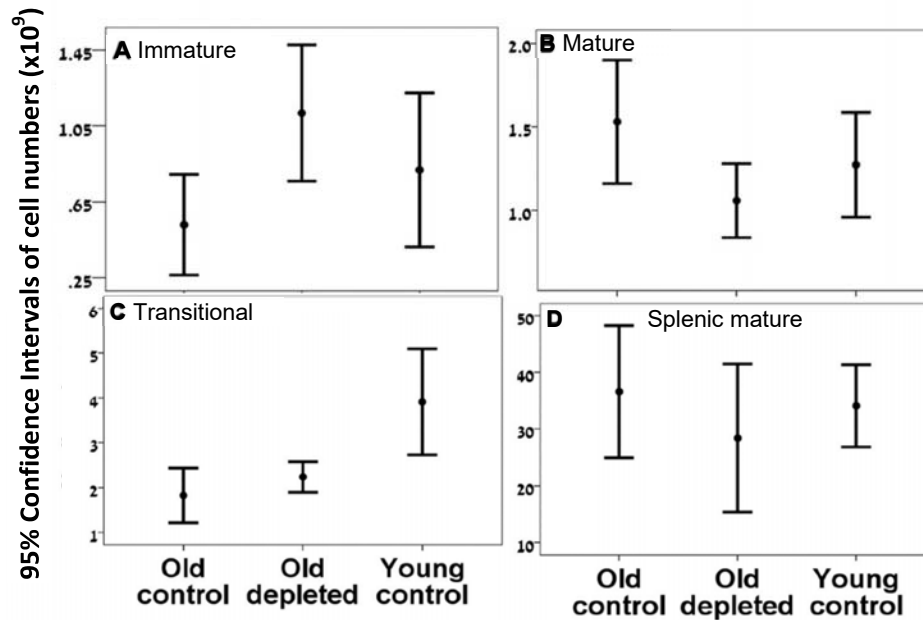 95% Confidence Intervals of cell numbers (x10⁹)
A Immature
1.45
1.05
.65
.25
B Mature
2.0
1.5
1.0
C Transitional
6
5
4
3
2
1
D Splenic mature
50
40
30
20
10
Old control
Old depleted
Young control
Old control
Old depleted
Young control